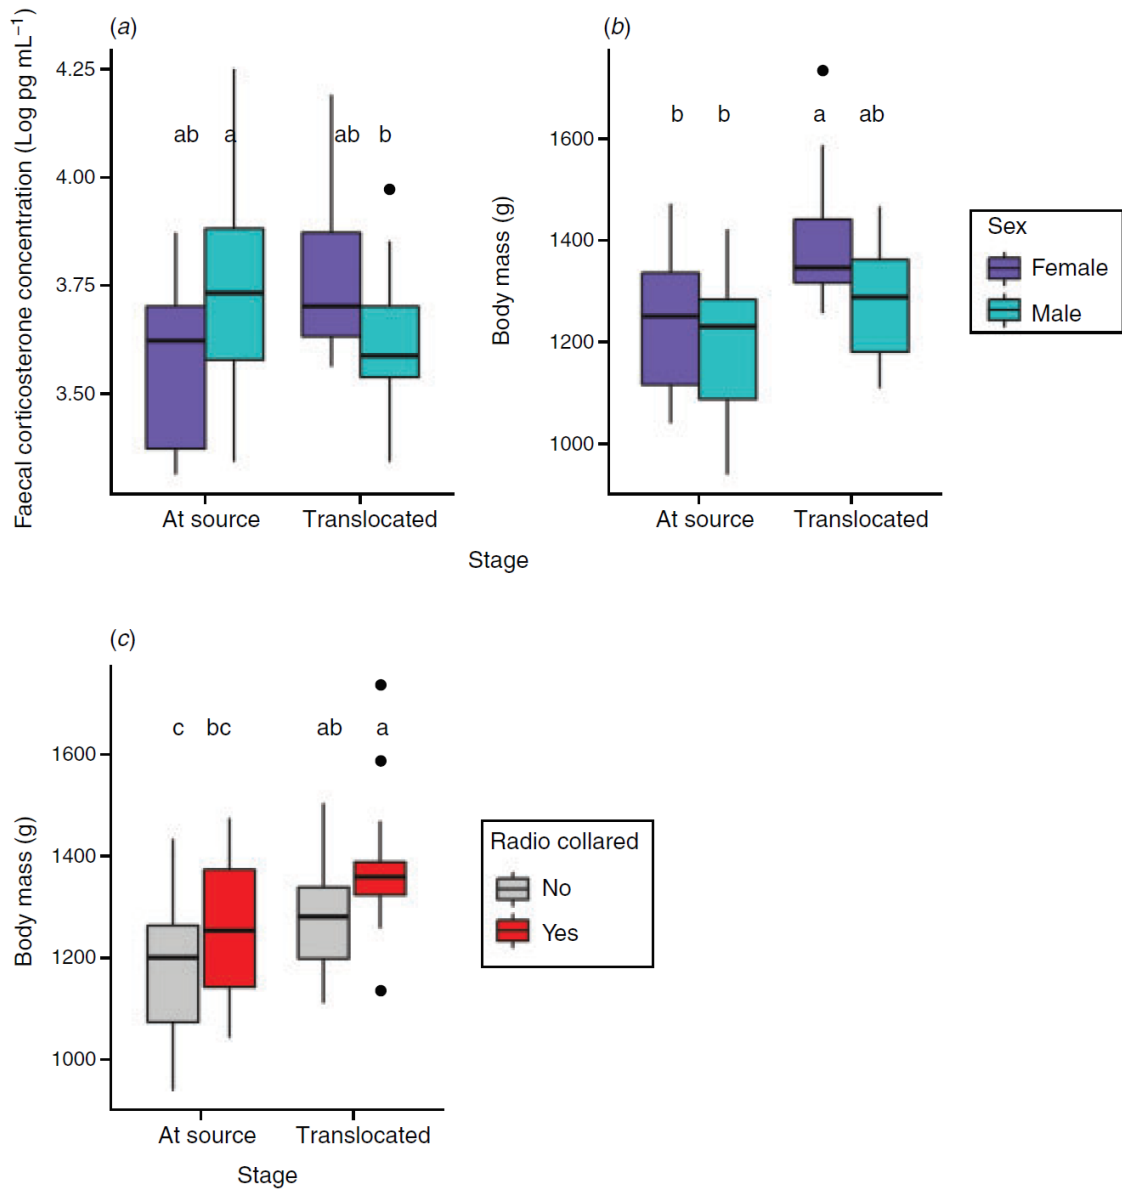 (a)
Faecal corticosterone concentration (Log pg mL⁻¹)
4.25
4.00
3.75
3.50
ab a ab b
At source Translocated
(b)
Body mass (g)
1600
1400
1200
1000
b b a ab
At source Translocated
Stage
Sex
Female
Male
(c)
Body mass (g)
1600
1400
1200
1000
c bc ab a
At source Translocated
Stage
Radio collared
No
Yes